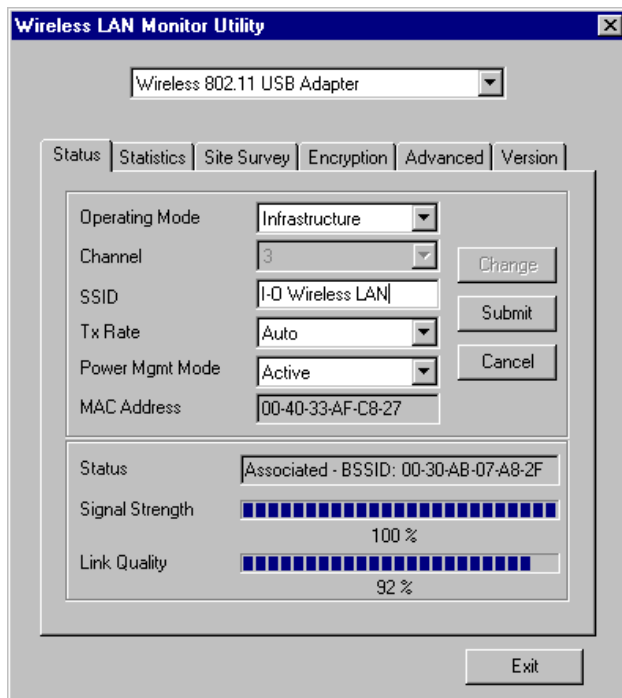 Wireless LAN Monitor Utility
Wireless 802.11 USB Adapter
Status Statistics Site Survey Encryption Advanced Version
Operating Mode Infrastructure
Channel 3
Change
SSID I-O Wireless LAN
Submit
Tx Rate Auto
Cancel
Power Mgmt Mode Active
MAC Address 00-40-33-AF-C8-27
Status Associated - BSSID: 00-30-AB-07-A8-2F
Signal Strength
100 %
Link Quality
92 %
Exit